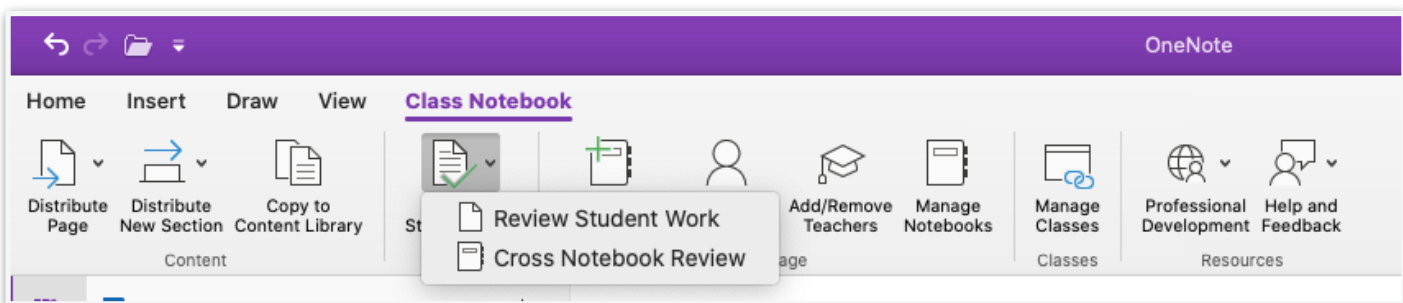 OneNote
Home Insert Draw View Class Notebook
Distribute Page
Distribute New Section
Copy to Content Library
St
Review Student Work
Cross Notebook Review
Add/Remove Teachers
Manage Notebooks
Manage Classes
Professional Development
Help and Feedback
Content
age
Classes
Resources